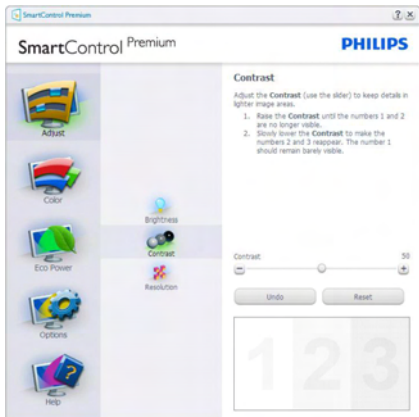 SmartControl Premium
? X
SmartControl Premium
PHILIPS
Adjust
Color
Eco Power
Options
Help
Brightness
Contrast
Resolution
Contrast
Adjust the Contrast (use the slider) to keep details in
lighter image areas.
1. Raise the Contrast until the numbers 1 and 2
are no longer visible.
2. Slowly lower the Contrast to make the
numbers 2 and 3 reappear. The number 1
should remain barely visible.
Contrast 50
Undo Reset
1 2 3